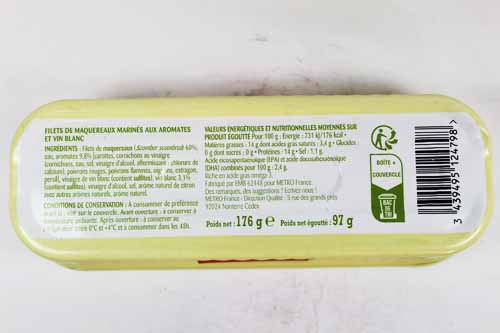 FILETS DE MAQUEREAUX MARINÉS AUX AROMATES
ET VIN BLANC
INGRÉDIENTS : Filets de maquereaux (Scomber scombrus) 60%,
eau, aromates 9,8% (carottes, cornichons au vinaigre
(cornichons, eau, sel, vinaigre d'alcool, affermissant : chlorure de
calcium), poivrons rouges, poivrons flammés, oignons, estragon,
persil), vinaigre de vin blanc (contient sulfites), vin blanc 3,1%
(contient sulfites), vinaigre d'alcool, sel, arôme naturel de citron
avec autres arômes naturels, arôme naturel.
CONDITIONS DE CONSERVATION : À consommer de préférence
avant le : voir sur le couvercle. Avant ouverture : à conserver à
température ambiante. Après ouverture : à conserver au
réfrigérateur entre 0°C et +4°C et à consommer dans les 48h.
VALEURS ÉNERGÉTIQUES ET NUTRITIONNELLES MOYENNES SUR
PRODUIT ÉGOUTTÉ Pour 100 g : Énergie : 731 kJ/176 kcal •
Matières grasses : 14 g dont acides gras saturés : 3,4 g • Glucides :
0 g dont sucres : 0 g • Protéines : 14 g • Sel : 1,1 g.
Acide eicosapentaénoïque (EPA) et acide docosahexaénoïque
(DHA) combinés pour 100 g : 2,4 g.
Riche en acide gras oméga-3.
Fabriqué par EMB 62448 pour METRO France.
Des remarques, des suggestions ? Écrivez-nous !
METRO France - Direction Qualité - 5 rue des grands prés
92024 Nanterre Cedex
Poids net : 176 g e Poids net égoutté : 97 g
BOÎTE +
COUVERCLE
BAC
DE TRI
3 439495 124798 >